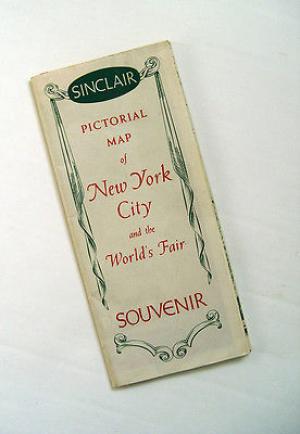 SINCLAIR
PICTORIAL
MAP
of
New York
City
and the
World's Fair
SOUVENIR